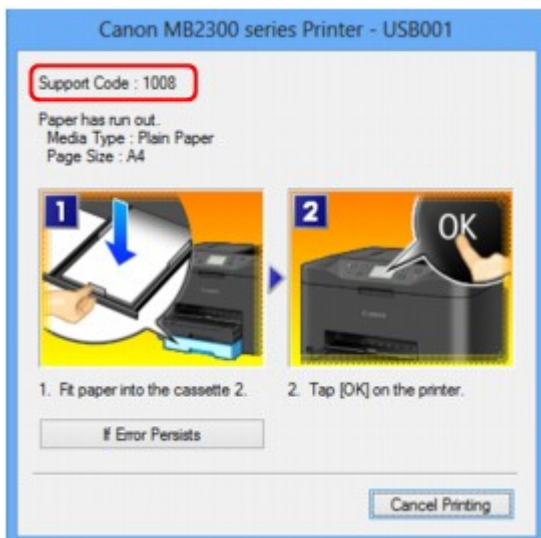 Canon MB2300 series Printer - USB001
Support Code : 1008
Paper has run out.
Media Type : Plain Paper
Page Size : A4
1
2
OK
Canon
1. Fit paper into the cassette 2.
2. Tap [OK] on the printer.
If Error Persists
Cancel Printing